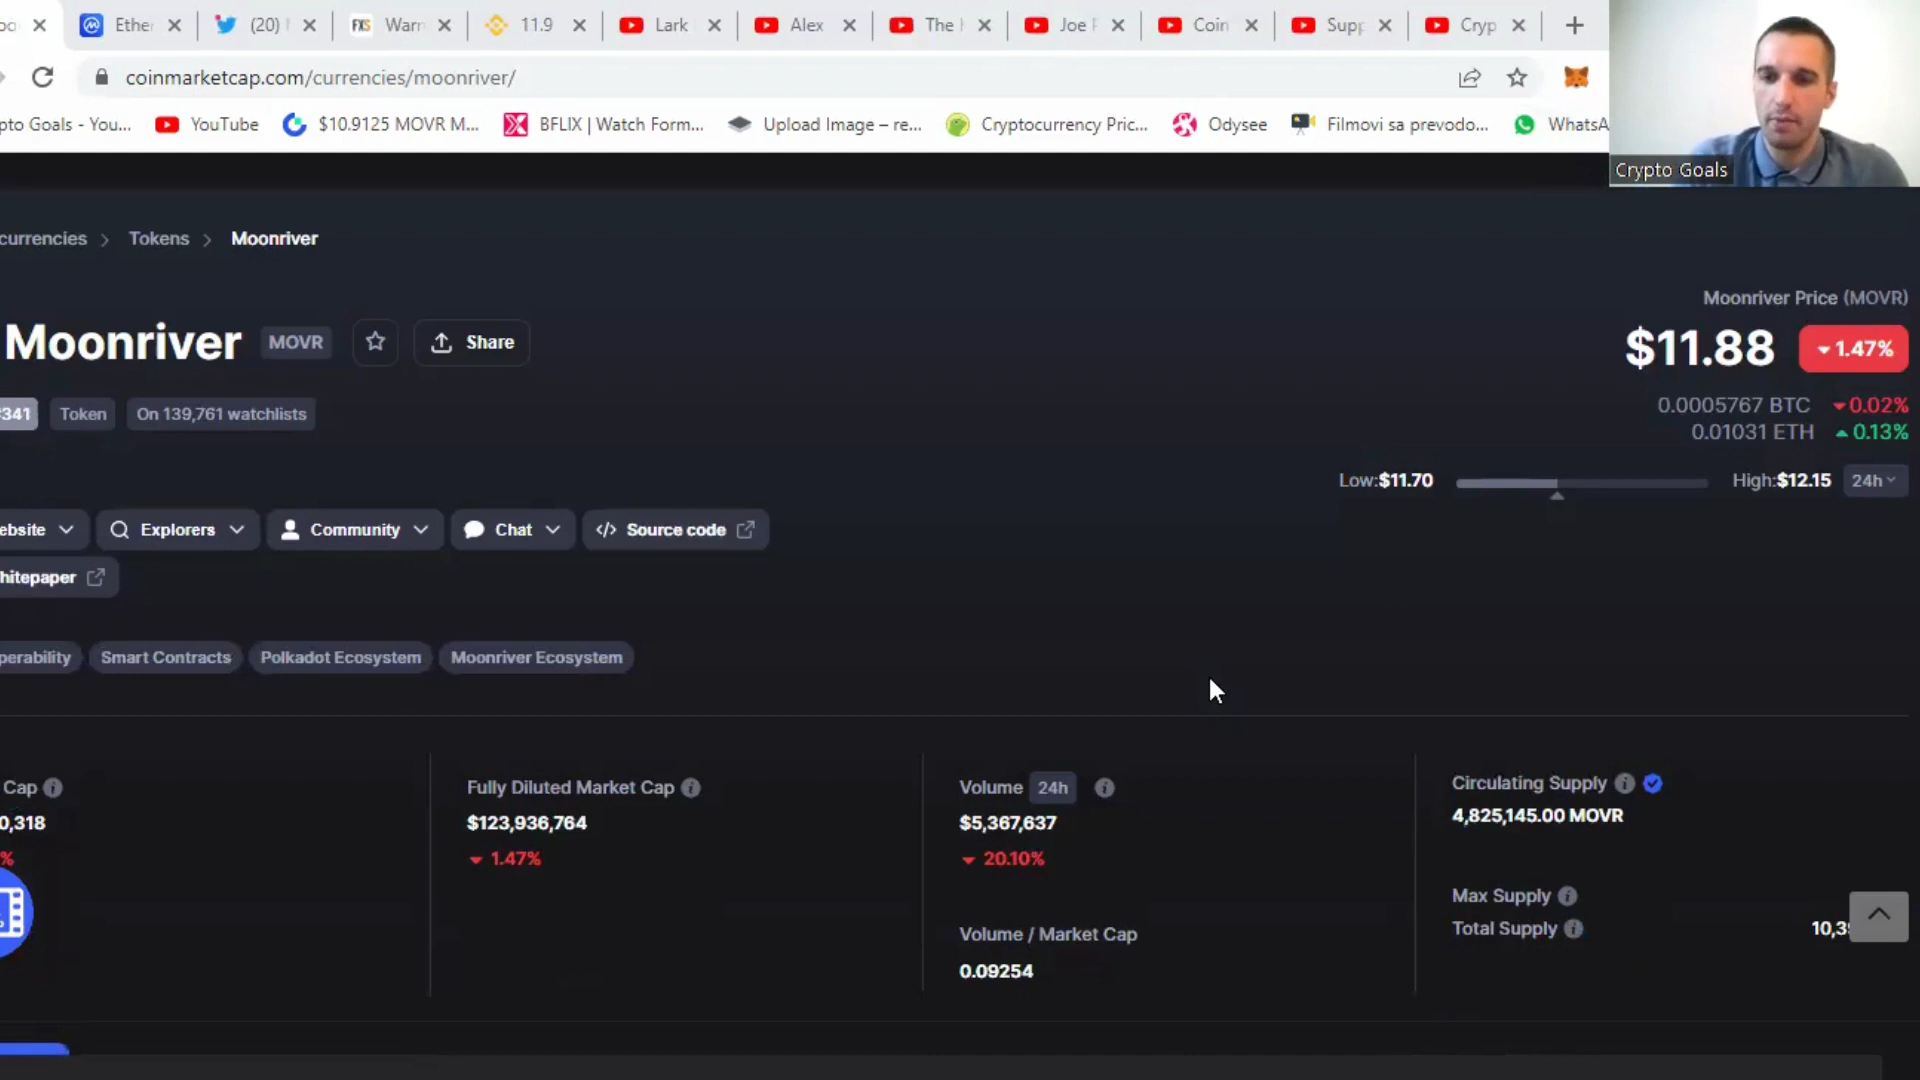 Ether
(20)
FXS Warn
11.9
Lark
Alex
The
Joe
Coin
Supp
Cryp
coinmarketcap.com/currencies/moonriver/
pto Goals - You...
YouTube
$10.9125 MOVR M...
BFLIX | Watch Form...
Upload Image – re...
Cryptocurrency Pric...
Odysee
Filmovi sa prevodo...
WhatsA
Crypto Goals
currencies > Tokens > Moonriver
Moonriver Price (MOVR)
Moonriver MOVR Share
$11.88 1.47%
341 Token On 139,761 watchlists
0.0005767 BTC 0.02%
0.01031 ETH 0.13%
Low:$11.70 High:$12.15 24h
ebsite Explorers Community Chat </> Source code
hitepaper
perability Smart Contracts Polkadot Ecosystem Moonriver Ecosystem
Cap
0,318
%
Fully Diluted Market Cap
$123,936,764
1.47%
Volume 24h
$5,367,637
20.10%
Volume / Market Cap
0.09254
Circulating Supply
4,825,145.00 MOVR
Max Supply
Total Supply 10,3